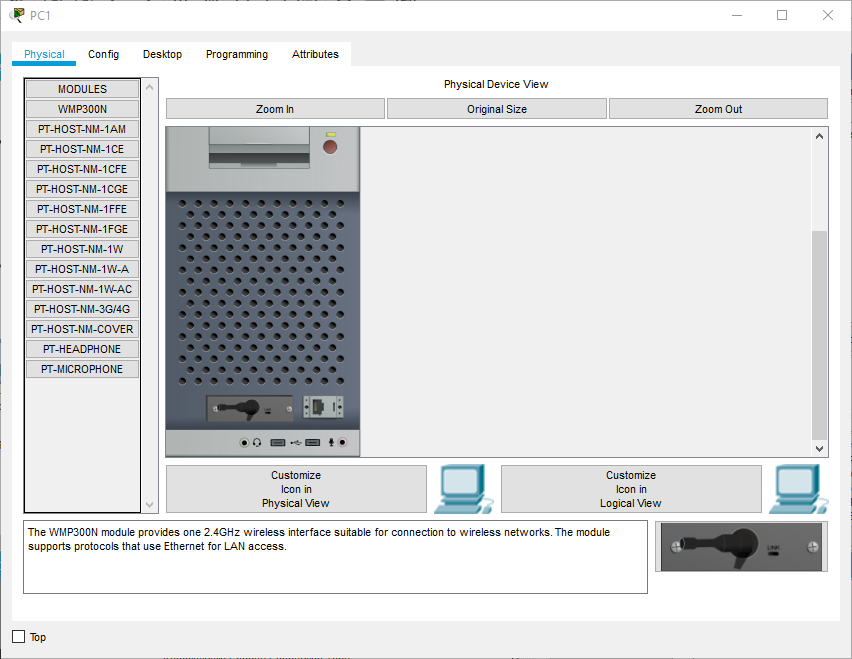 PC1
Physical Config Desktop Programming Attributes
MODULES
WMP300N
PT-HOST-NM-1AM
PT-HOST-NM-1CE
PT-HOST-NM-1CFE
PT-HOST-NM-1CGE
PT-HOST-NM-1FFE
PT-HOST-NM-1FGE
PT-HOST-NM-1W
PT-HOST-NM-1W-A
PT-HOST-NM-1W-AC
PT-HOST-NM-3G/4G
PT-HOST-NM-COVER
PT-HEADPHONE
PT-MICROPHONE
Physical Device View
Zoom In Original Size Zoom Out
Customize
Icon in
Physical View
Customize
Icon in
Logical View
The WMP300N module provides one 2.4GHz wireless interface suitable for connection to wireless networks. The module
supports protocols that use Ethernet for LAN access.
LINK
Top